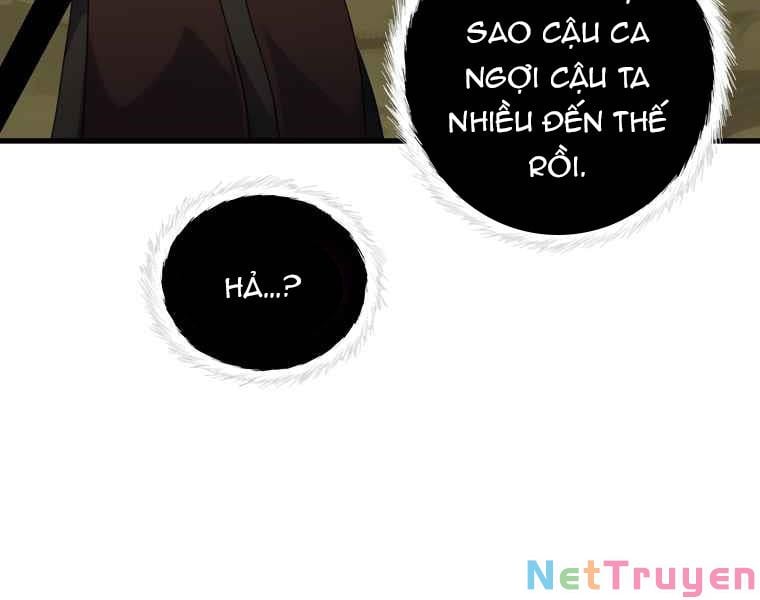 SAO CẬU CA
NGỢI CẬU TA
NHIỀU ĐẾN THẾ
RỒI.
HẢ...?
NetTruyen